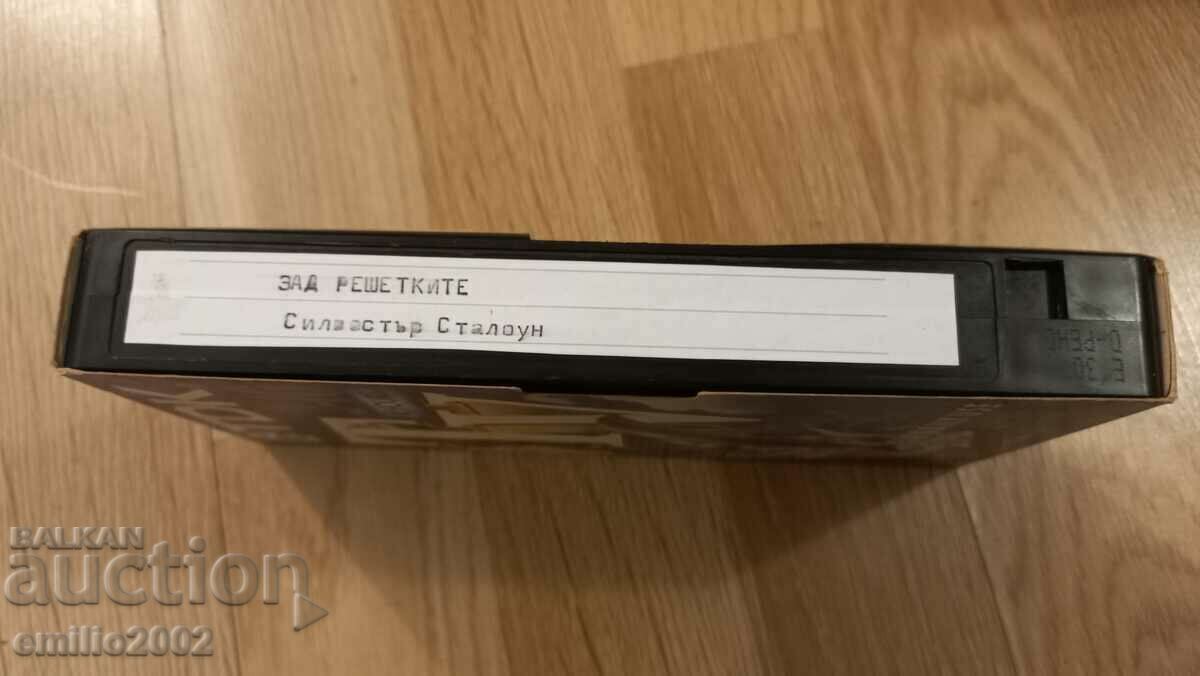 ЗАД РЕШЕТКИТЕ
Силвестър Сталоун
BALKAN
auction
emilio2002